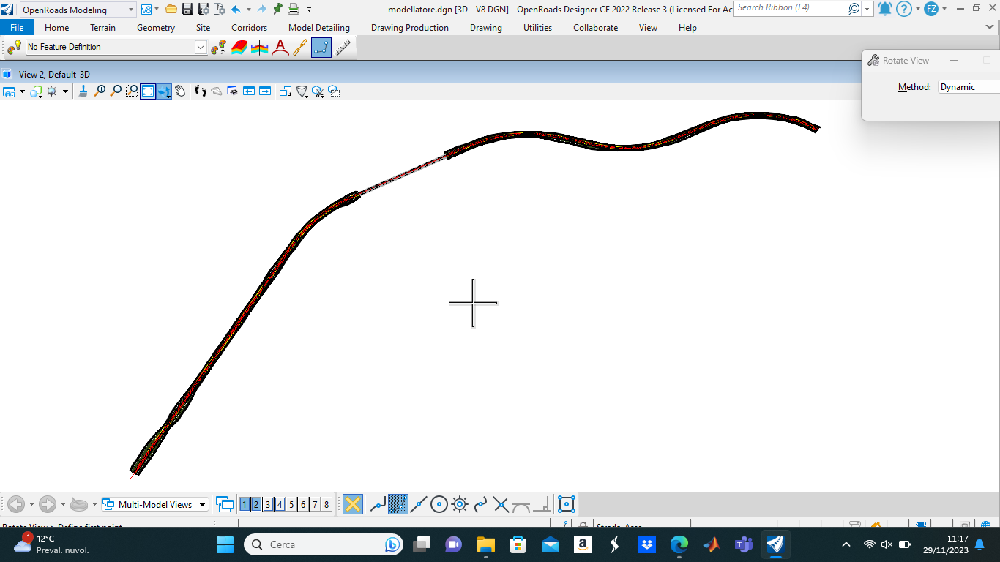 OpenRoads Modeling
modellatore.dgn [3D - V8 DGN] - OpenRoads Designer CE 2022 Release 3 (Licensed For Ac
Search Ribbon (F4)
FZ
File Home Terrain Geometry Site Corridors Model Detailing Drawing Production Drawing Utilities Collaborate View Help
No Feature Definition
View 2, Default-3D
Rotate View
Method: Dynamic
Multi-Model Views 1 2 3 4 5 6 7 8
Rotate View > Define first point
Strada_Asse
1
12°C
Preval. nuvol.
Cerca
11:17
29/11/2023